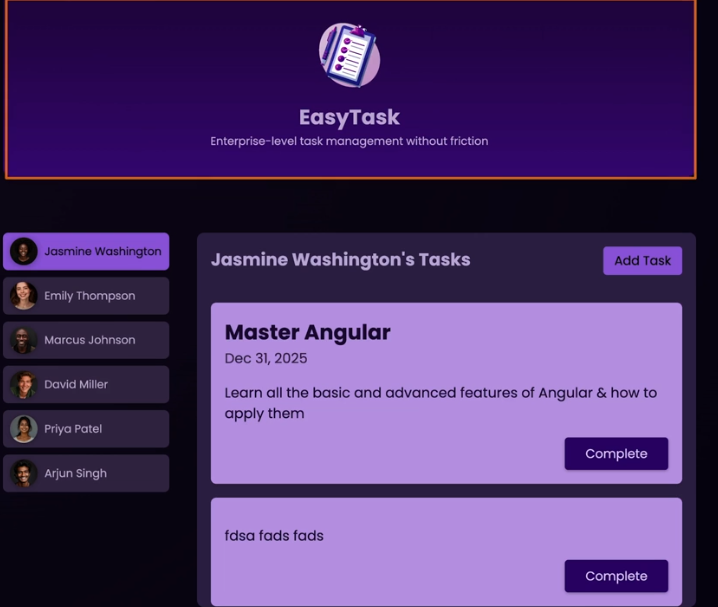 EasyTask
Enterprise-level task management without friction
Jasmine Washington
Emily Thompson
Marcus Johnson
David Miller
Priya Patel
Arjun Singh
Jasmine Washington's Tasks
Add Task
Master Angular
Dec 31, 2025
Learn all the basic and advanced features of Angular & how to
apply them
Complete
fdsa fads fads
Complete